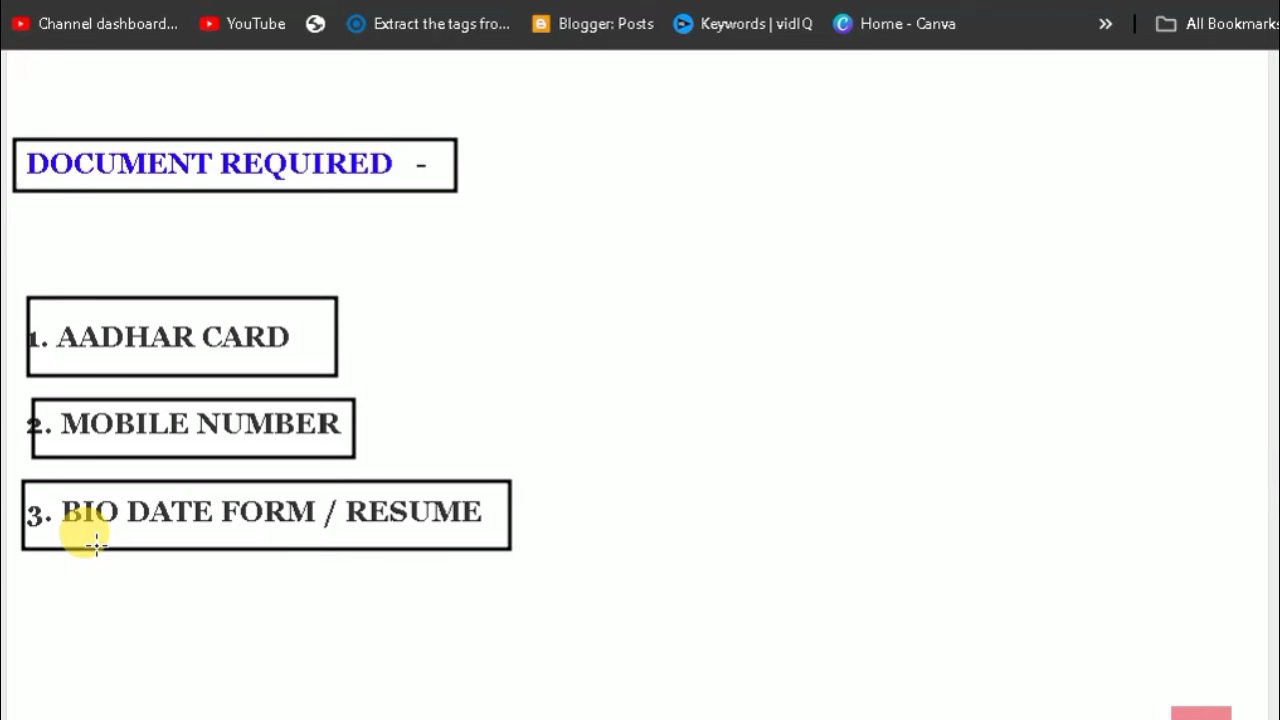 Channel dashboard... YouTube Extract the tags fro... Blogger: Posts Keywords | vidIQ Home - Canva » All Bookmark
DOCUMENT REQUIRED -
1. AADHAR CARD
2. MOBILE NUMBER
3. BIO DATE FORM / RESUME